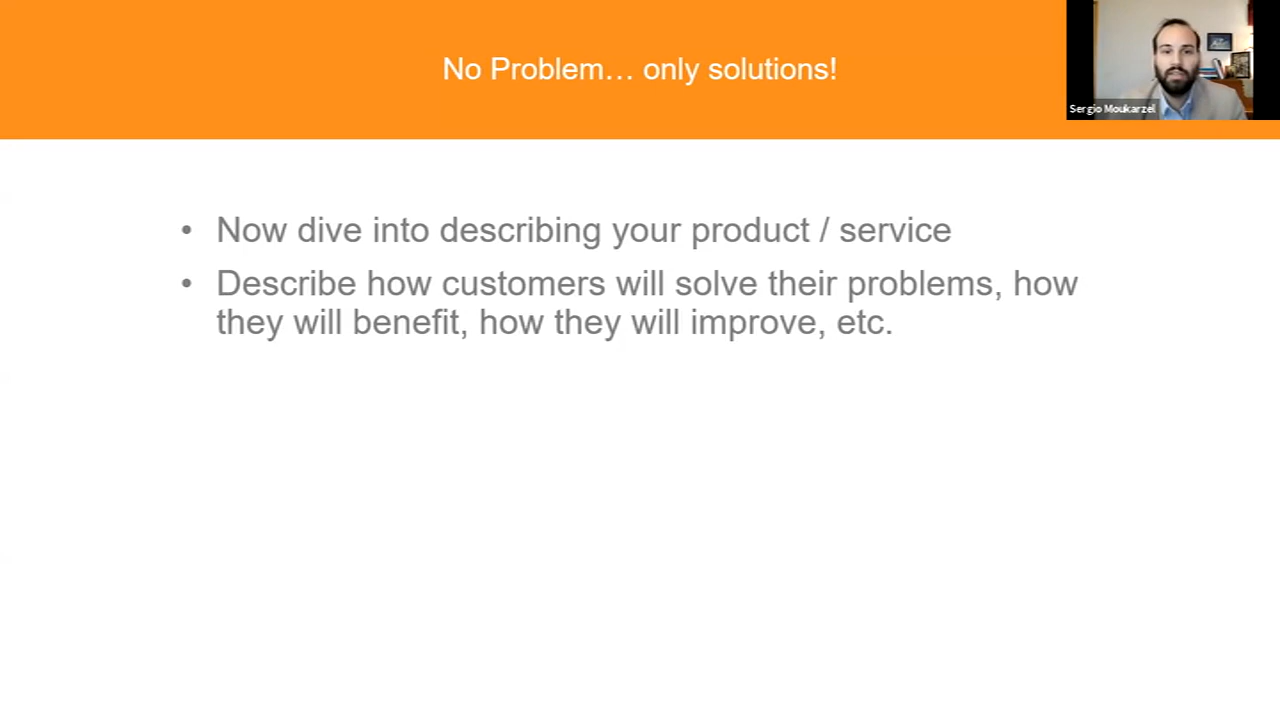 No Problem… only solutions!
Sergio Moukarzel
• Now dive into describing your product / service
• Describe how customers will solve their problems, how
they will benefit, how they will improve, etc.